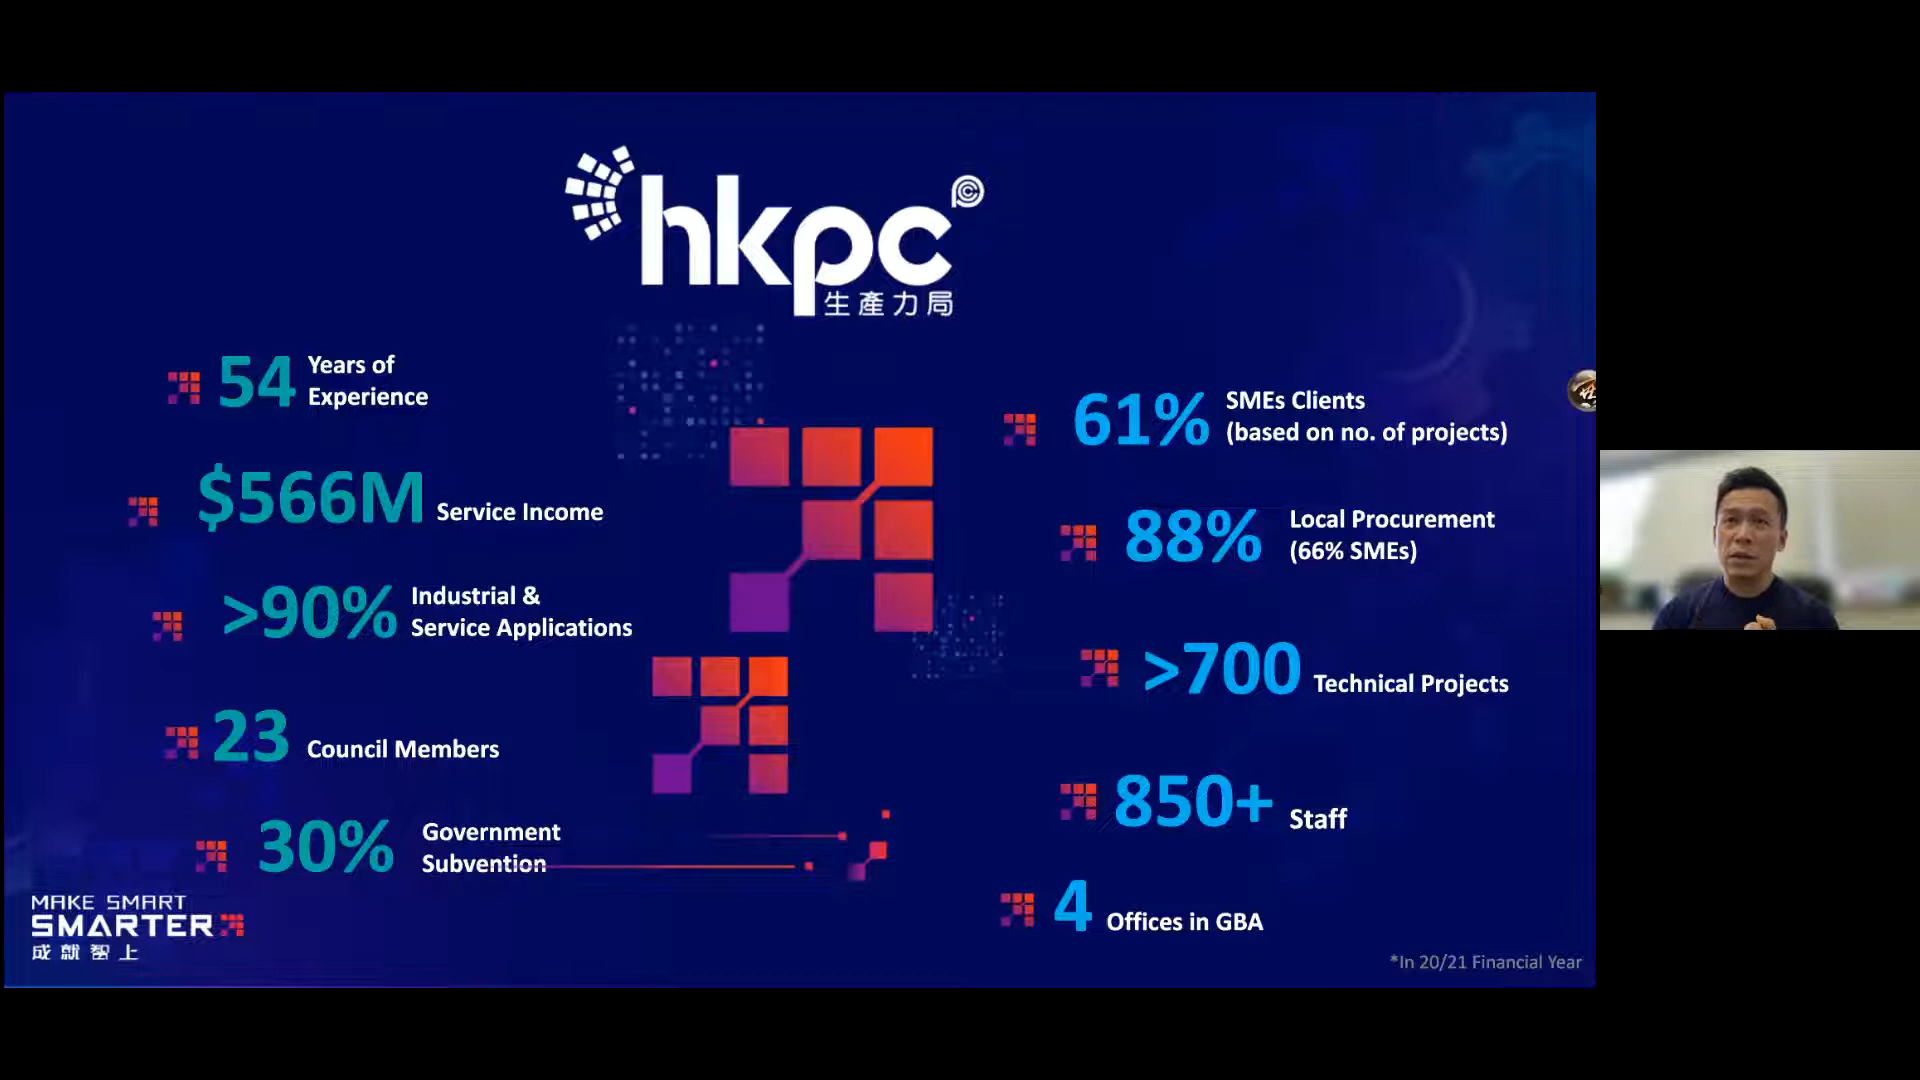 hkpc
生產力局
54 Years of
Experience
$566M Service Income
>90% Industrial &
Service Applications
23 Council Members
30% Government
Subvention
61% SMEs Clients
(based on no. of projects)
88% Local Procurement
(66% SMEs)
>700 Technical Projects
850+ Staff
4 Offices in GBA
MAKE SMART
SMARTER
成就智上
*In 20/21 Financial Year